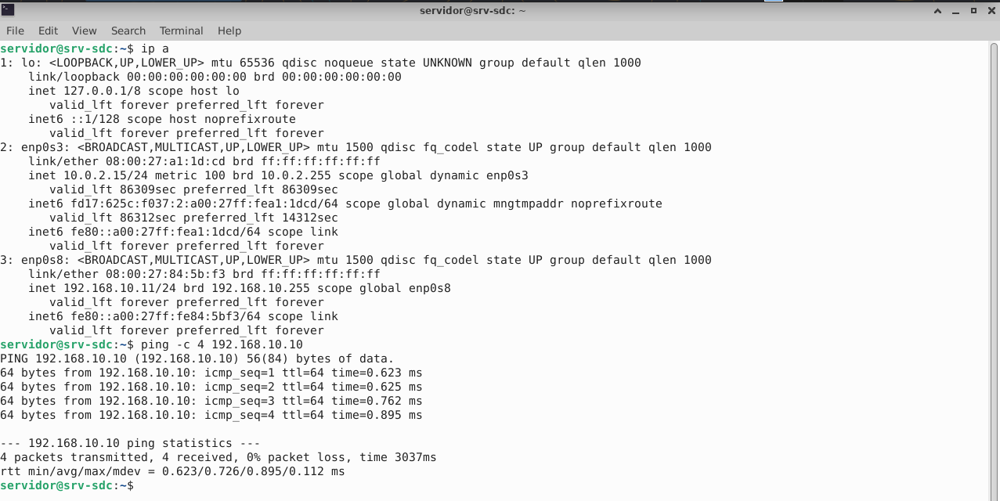 servidor@srv-sdc: ~
File Edit View Search Terminal Help
servidor@srv-sdc:~$ ip a
1: lo: <LOOPBACK,UP,LOWER_UP> mtu 65536 qdisc noqueue state UNKNOWN group default qlen 1000
    link/loopback 00:00:00:00:00:00 brd 00:00:00:00:00:00
    inet 127.0.0.1/8 scope host lo
       valid_lft forever preferred_lft forever
    inet6 ::1/128 scope host noprefixroute
       valid_lft forever preferred_lft forever
2: enp0s3: <BROADCAST,MULTICAST,UP,LOWER_UP> mtu 1500 qdisc fq_codel state UP group default qlen 1000
    link/ether 08:00:27:a1:1d:cd brd ff:ff:ff:ff:ff:ff
    inet 10.0.2.15/24 metric 100 brd 10.0.2.255 scope global dynamic enp0s3
       valid_lft 86309sec preferred_lft 86309sec
    inet6 fd17:625c:f037:2:a00:27ff:fea1:1dcd/64 scope global dynamic mngtmpaddr noprefixroute
       valid_lft 86312sec preferred_lft 14312sec
    inet6 fe80::a00:27ff:fea1:1dcd/64 scope link
       valid_lft forever preferred_lft forever
3: enp0s8: <BROADCAST,MULTICAST,UP,LOWER_UP> mtu 1500 qdisc fq_codel state UP group default qlen 1000
    link/ether 08:00:27:84:5b:f3 brd ff:ff:ff:ff:ff:ff
    inet 192.168.10.11/24 brd 192.168.10.255 scope global enp0s8
       valid_lft forever preferred_lft forever
    inet6 fe80::a00:27ff:fe84:5bf3/64 scope link
       valid_lft forever preferred_lft forever
servidor@srv-sdc:~$ ping -c 4 192.168.10.10
PING 192.168.10.10 (192.168.10.10) 56(84) bytes of data.
64 bytes from 192.168.10.10: icmp_seq=1 ttl=64 time=0.623 ms
64 bytes from 192.168.10.10: icmp_seq=2 ttl=64 time=0.625 ms
64 bytes from 192.168.10.10: icmp_seq=3 ttl=64 time=0.762 ms
64 bytes from 192.168.10.10: icmp_seq=4 ttl=64 time=0.895 ms

--- 192.168.10.10 ping statistics ---
4 packets transmitted, 4 received, 0% packet loss, time 3037ms
rtt min/avg/max/mdev = 0.623/0.726/0.895/0.112 ms
servidor@srv-sdc:~$